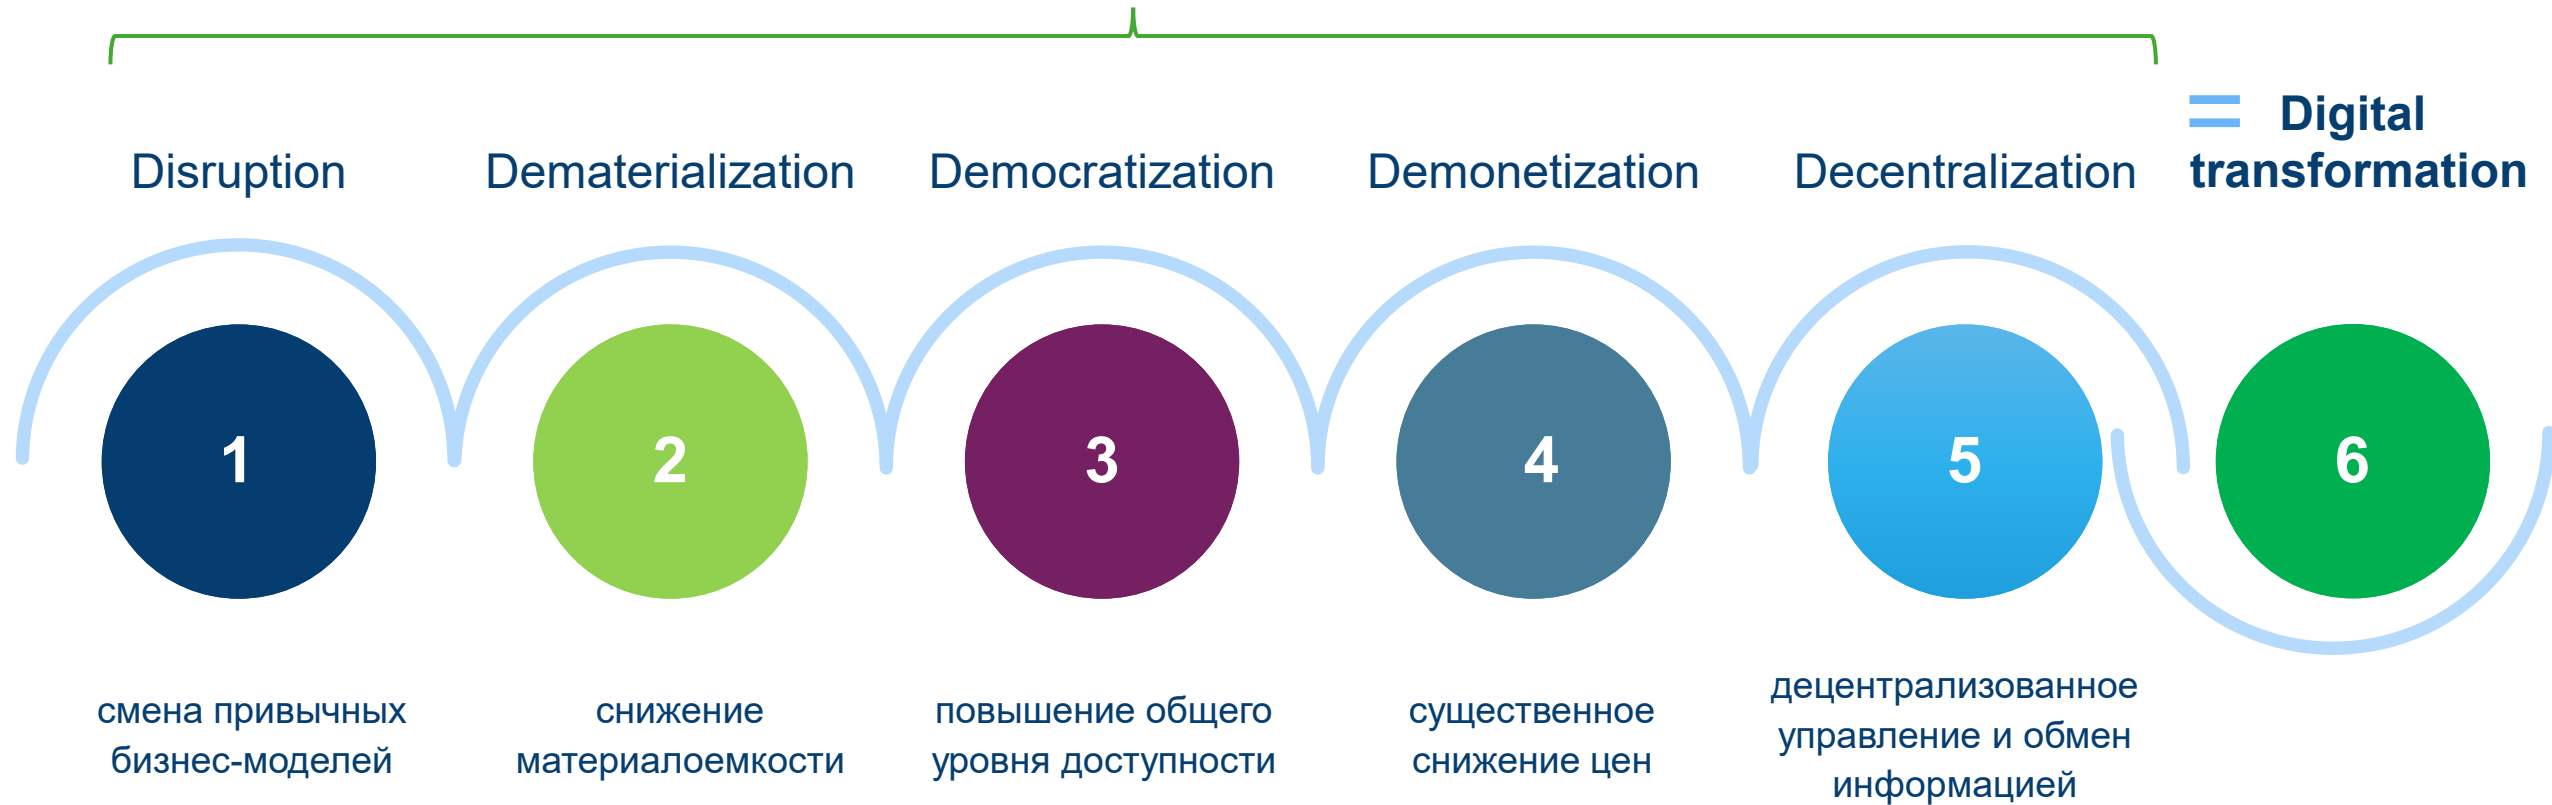 Disruption
Dematerialization
Democratization
Demonetization
Decentralization
= Digital
transformation
1
2
3
4
5
6
смена привычных
бизнес-моделей
снижение
материалоемкости
повышение общего
уровня доступности
существенное
снижение цен
децентрализованное
управление и обмен
информацией